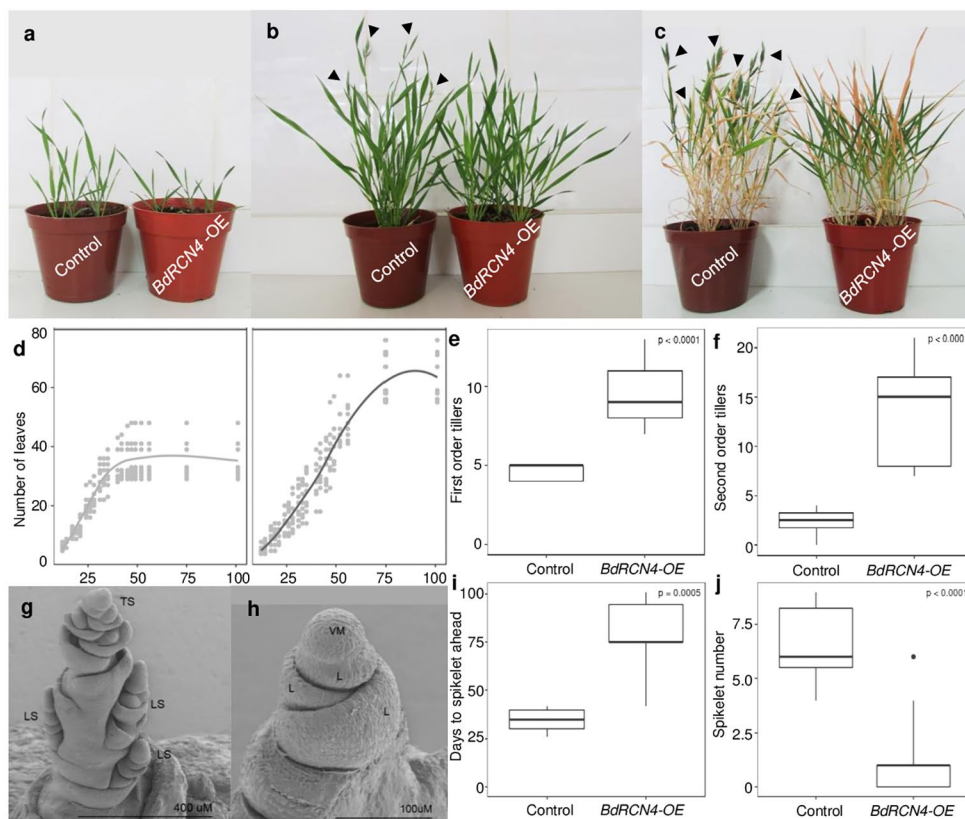 a
b
c
Control
BdRCN4-OE
Control
BdRCN4-OE
Control
BdRCN4-OE
d
Number of leaves
80
60
40
20
0
25
50
75
100
25
50
75
100
e
p < 0.0001
First order tillers
10
5
0
Control
BdRCN4-OE
f
p < 0.000
Second order tillers
20
15
10
5
0
Control
BdRCN4-OE
g
TS
LS
LS
LS
400 uM
h
VM
L
L
L
100uM
i
p = 0.0005
Days to spikelet ahead
100
75
50
25
0
Control
BdRCN4-OE
j
p < 0.0001
Spikelet number
7.5
5.0
2.5
0
Control
BdRCN4-OE